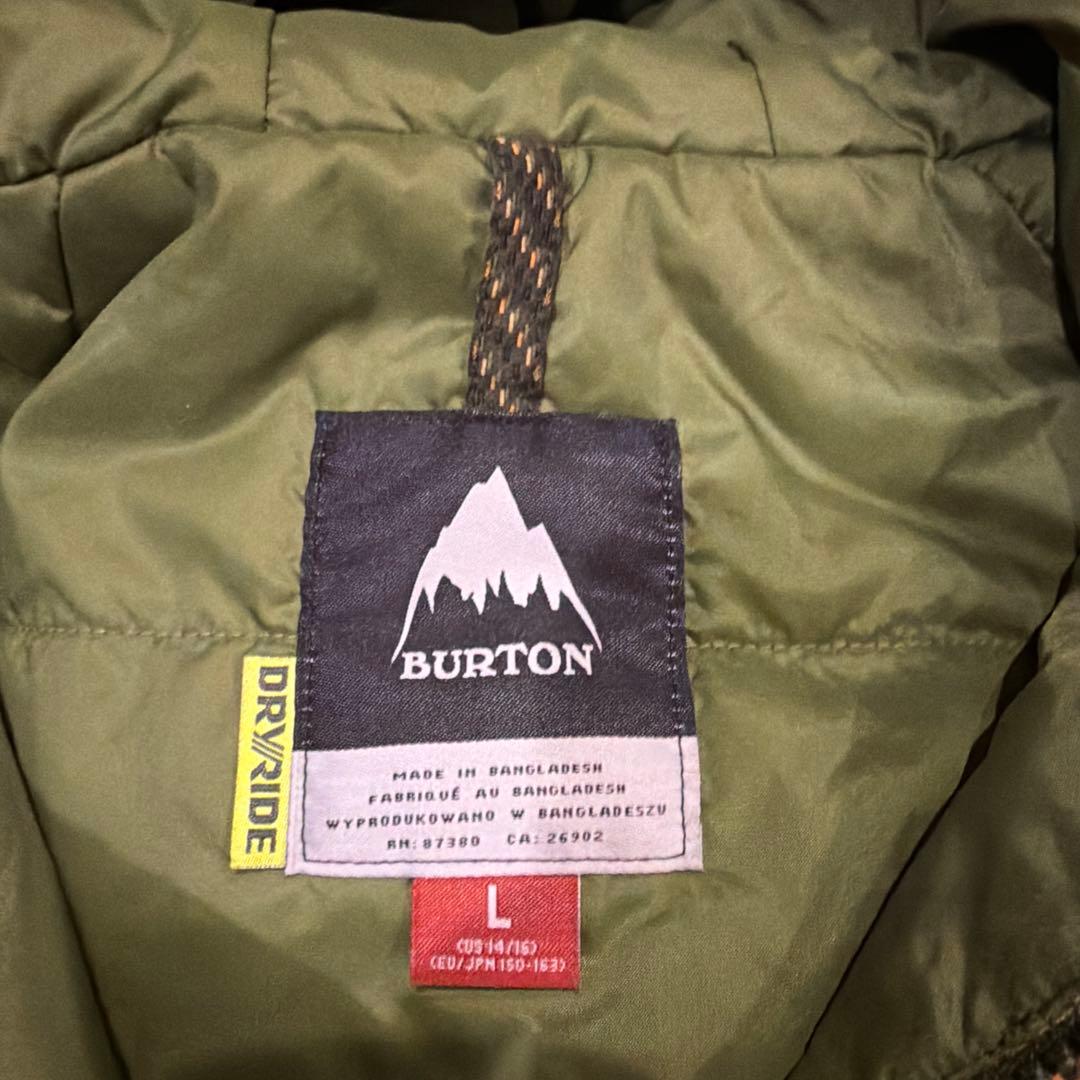 BURTON
DRY//RIDE
MADE IN BANGLADESH
FABRIQUÉ AU BANGLADESH
WYPRODUKOWANO W BANGLADESZU
RN: 87380 CA: 26902
L
(US 14/16)
(EU/JPN 150-163)